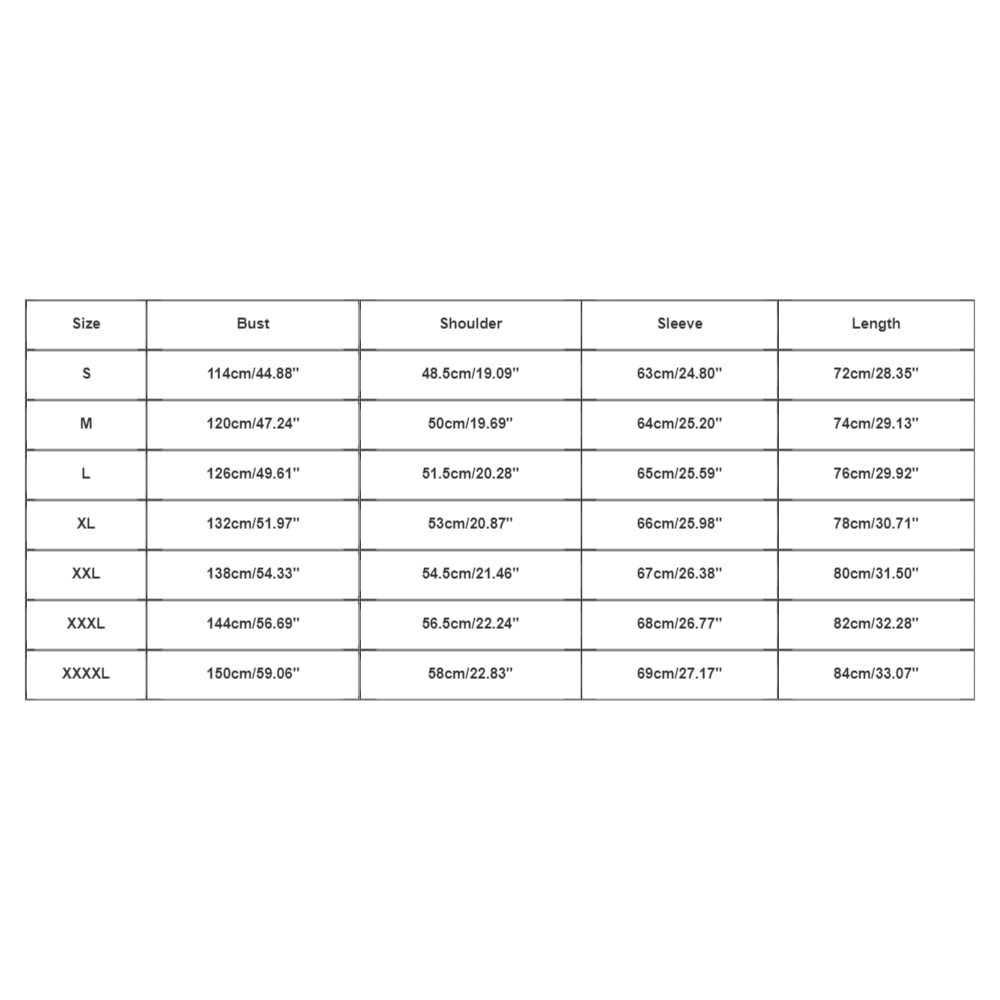 Size Bust Shoulder Sleeve Length
S 114cm/44.88'' 48.5cm/19.09'' 63cm/24.80'' 72cm/28.35''
M 120cm/47.24'' 50cm/19.69'' 64cm/25.20'' 74cm/29.13''
L 126cm/49.61'' 51.5cm/20.28'' 65cm/25.59'' 76cm/29.92''
XL 132cm/51.97'' 53cm/20.87'' 66cm/25.98'' 78cm/30.71''
XXL 138cm/54.33'' 54.5cm/21.46'' 67cm/26.38'' 80cm/31.50''
XXXL 144cm/56.69'' 56.5cm/22.24'' 68cm/26.77'' 82cm/32.28''
XXXXL 150cm/59.06'' 58cm/22.83'' 69cm/27.17'' 84cm/33.07''